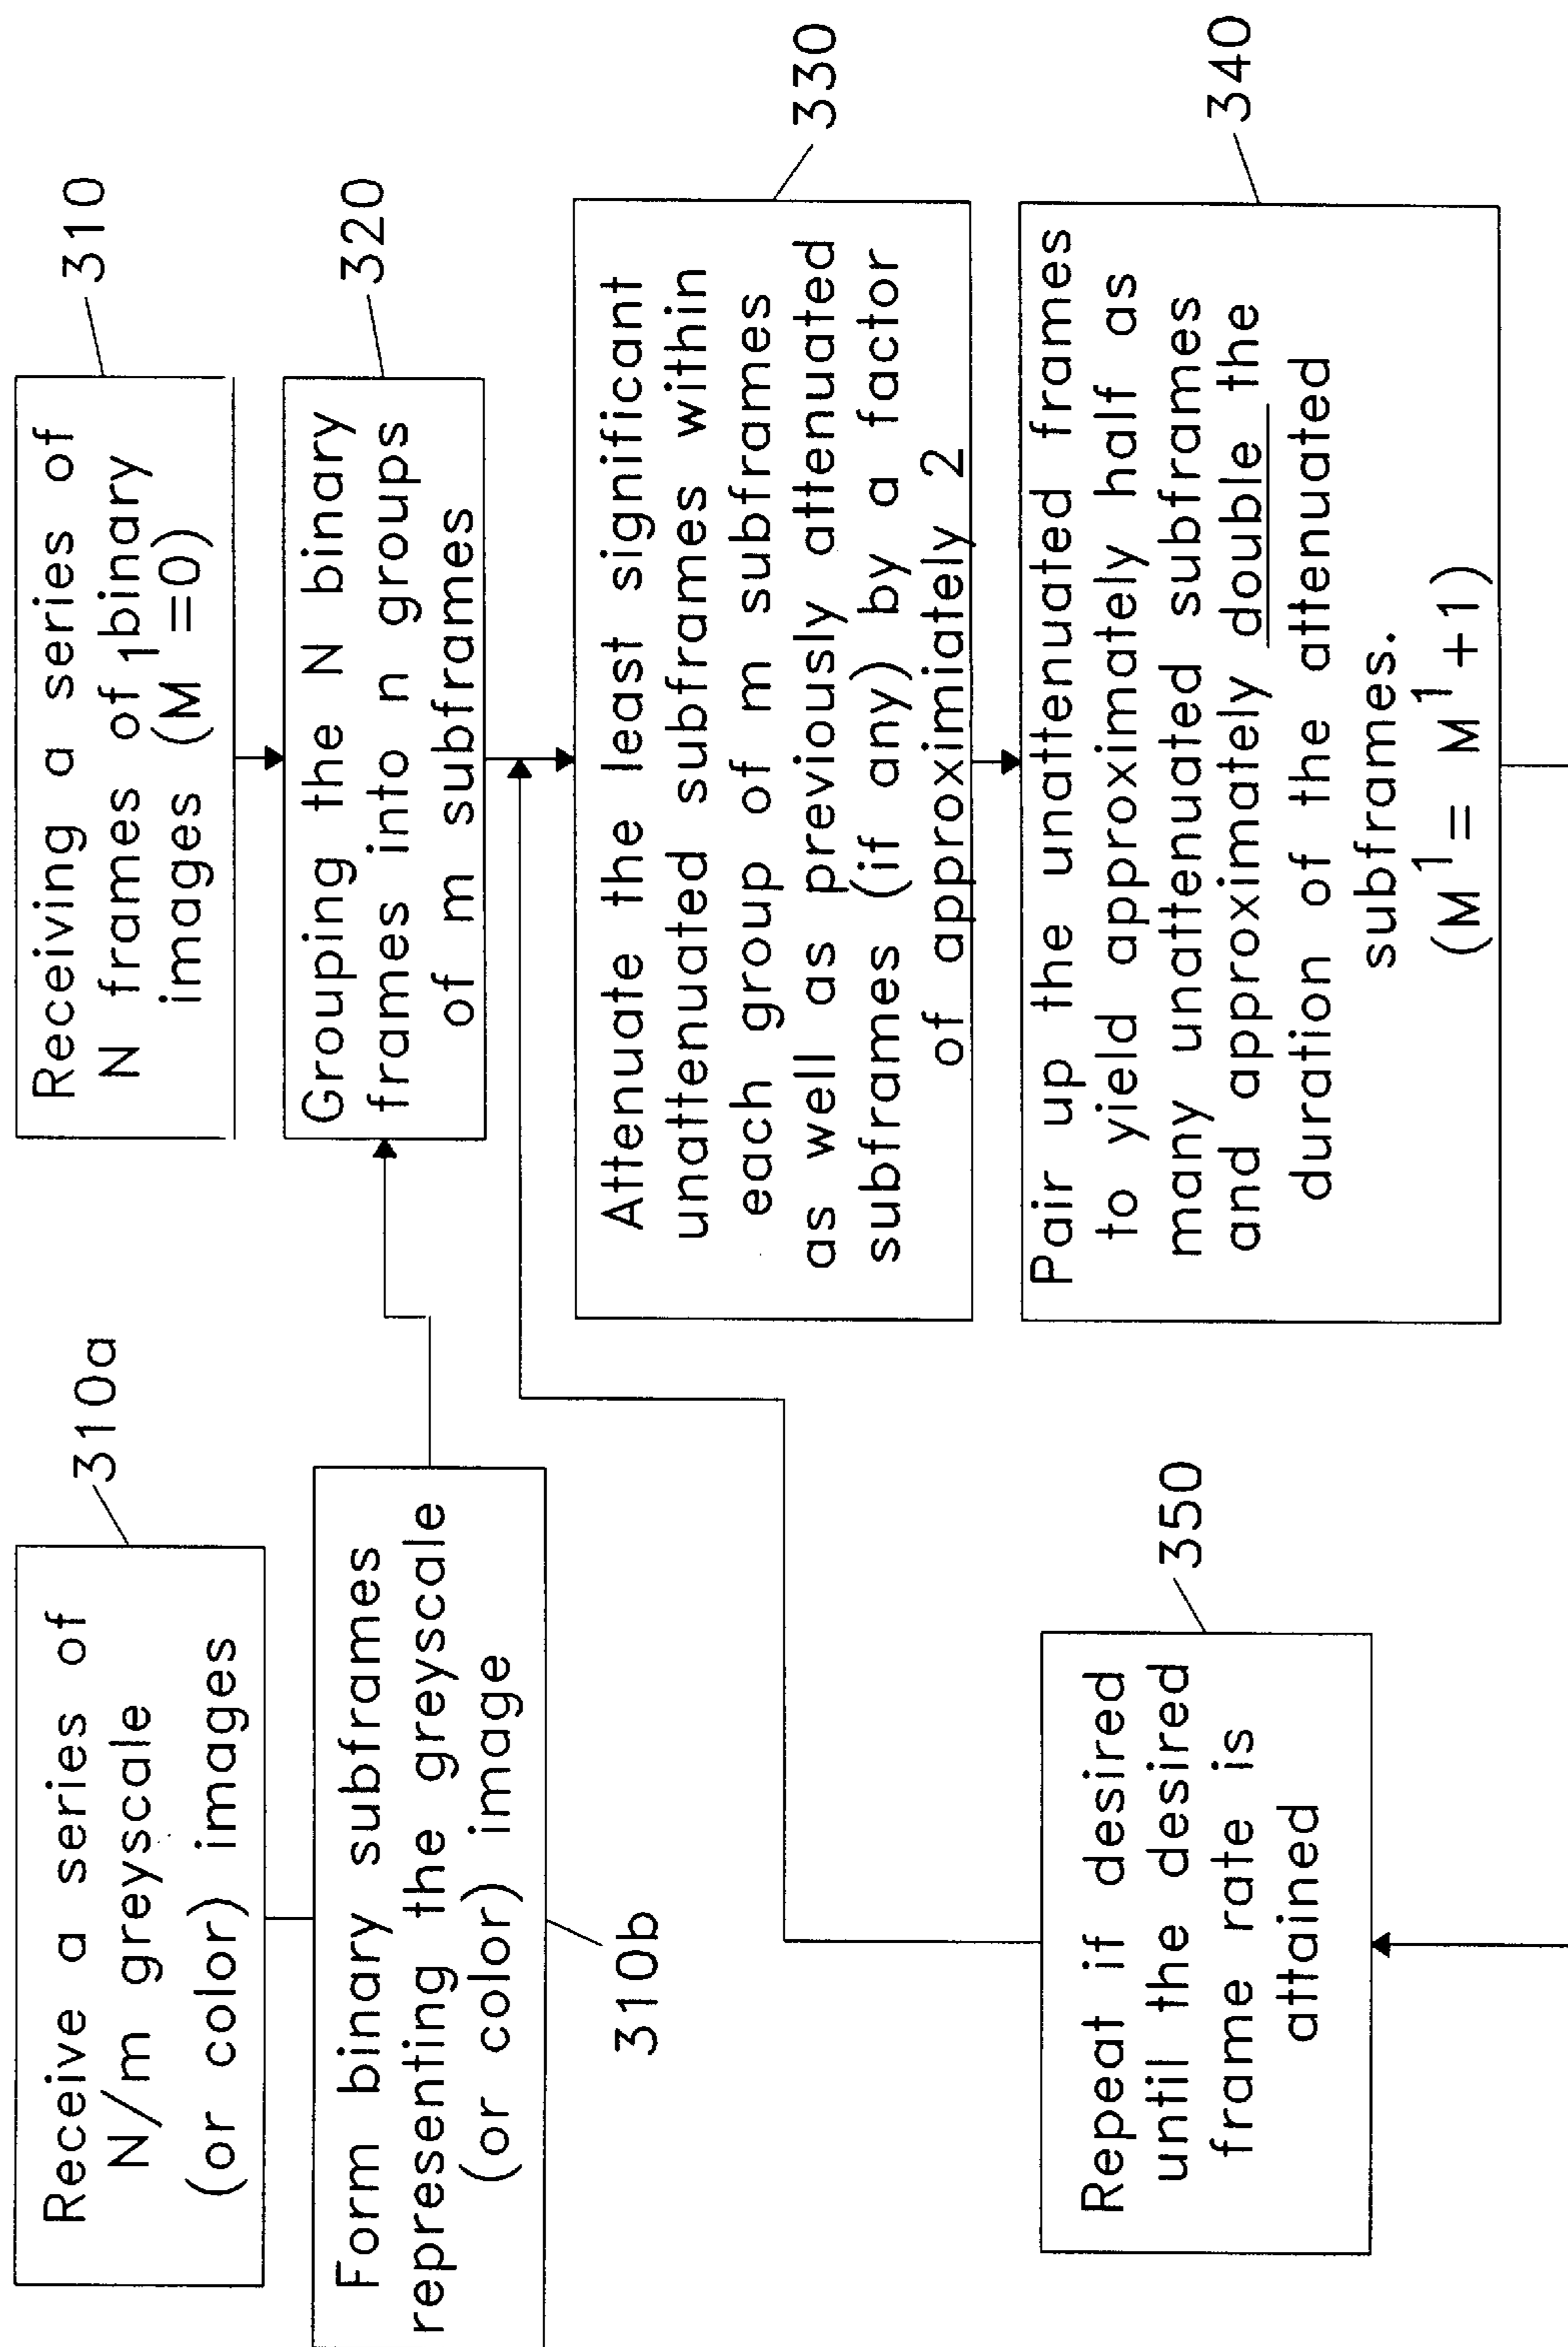 Receive a series of
N/m greyscale
(or color) images
310a
Form binary subframes
representing the greyscale
(or color) image
310b
Receiving a series of
N frames of binary
images (M¹=0)
310
Grouping the N binary
frames into n groups
of m subframes
320
Attenuate the least significant
unattenuated subframes within
each group of m subframes
as well as previously attenuated
subframes (if any) by a factor
of approximiately 2
330
Pair up the unattenuated frames
to yield approximately half as
many unattenuated subframes
and approximately double the
duration of the attenuated
subframes.
(M¹= M¹+1)
340
Repeat if desired
until the desired
frame rate is
attained
350